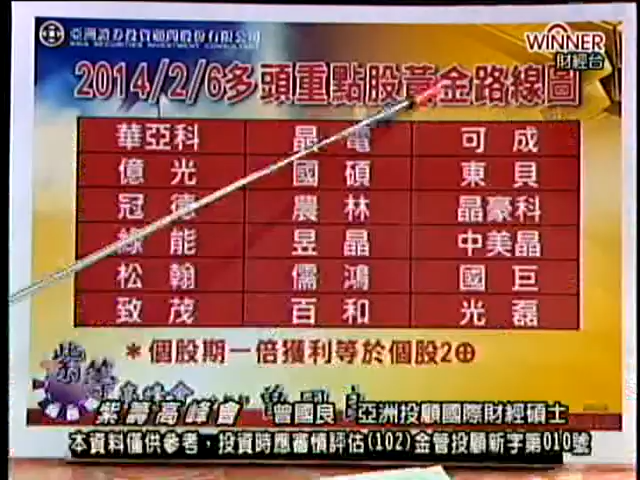 亞洲證券投資顧問股份有限公司
ASIA SECURITIES INVESTMENT CONSULTANT
WINNER
財經台
2014/2/6多頭重點股黃金路線圖
華亞科 晶電 可成
億光 國碩 東貝
冠德 農林 晶豪科
綠能 昱晶 中美晶
松翰 儒鴻 國巨
致茂 百和 光磊
*個股期一倍獲利等於個股2
紫壽高峰會 曾國良 亞洲投顧國際財經碩士
本資料僅供參考,投資時應審慎評估(102)金管投顧新字第010號